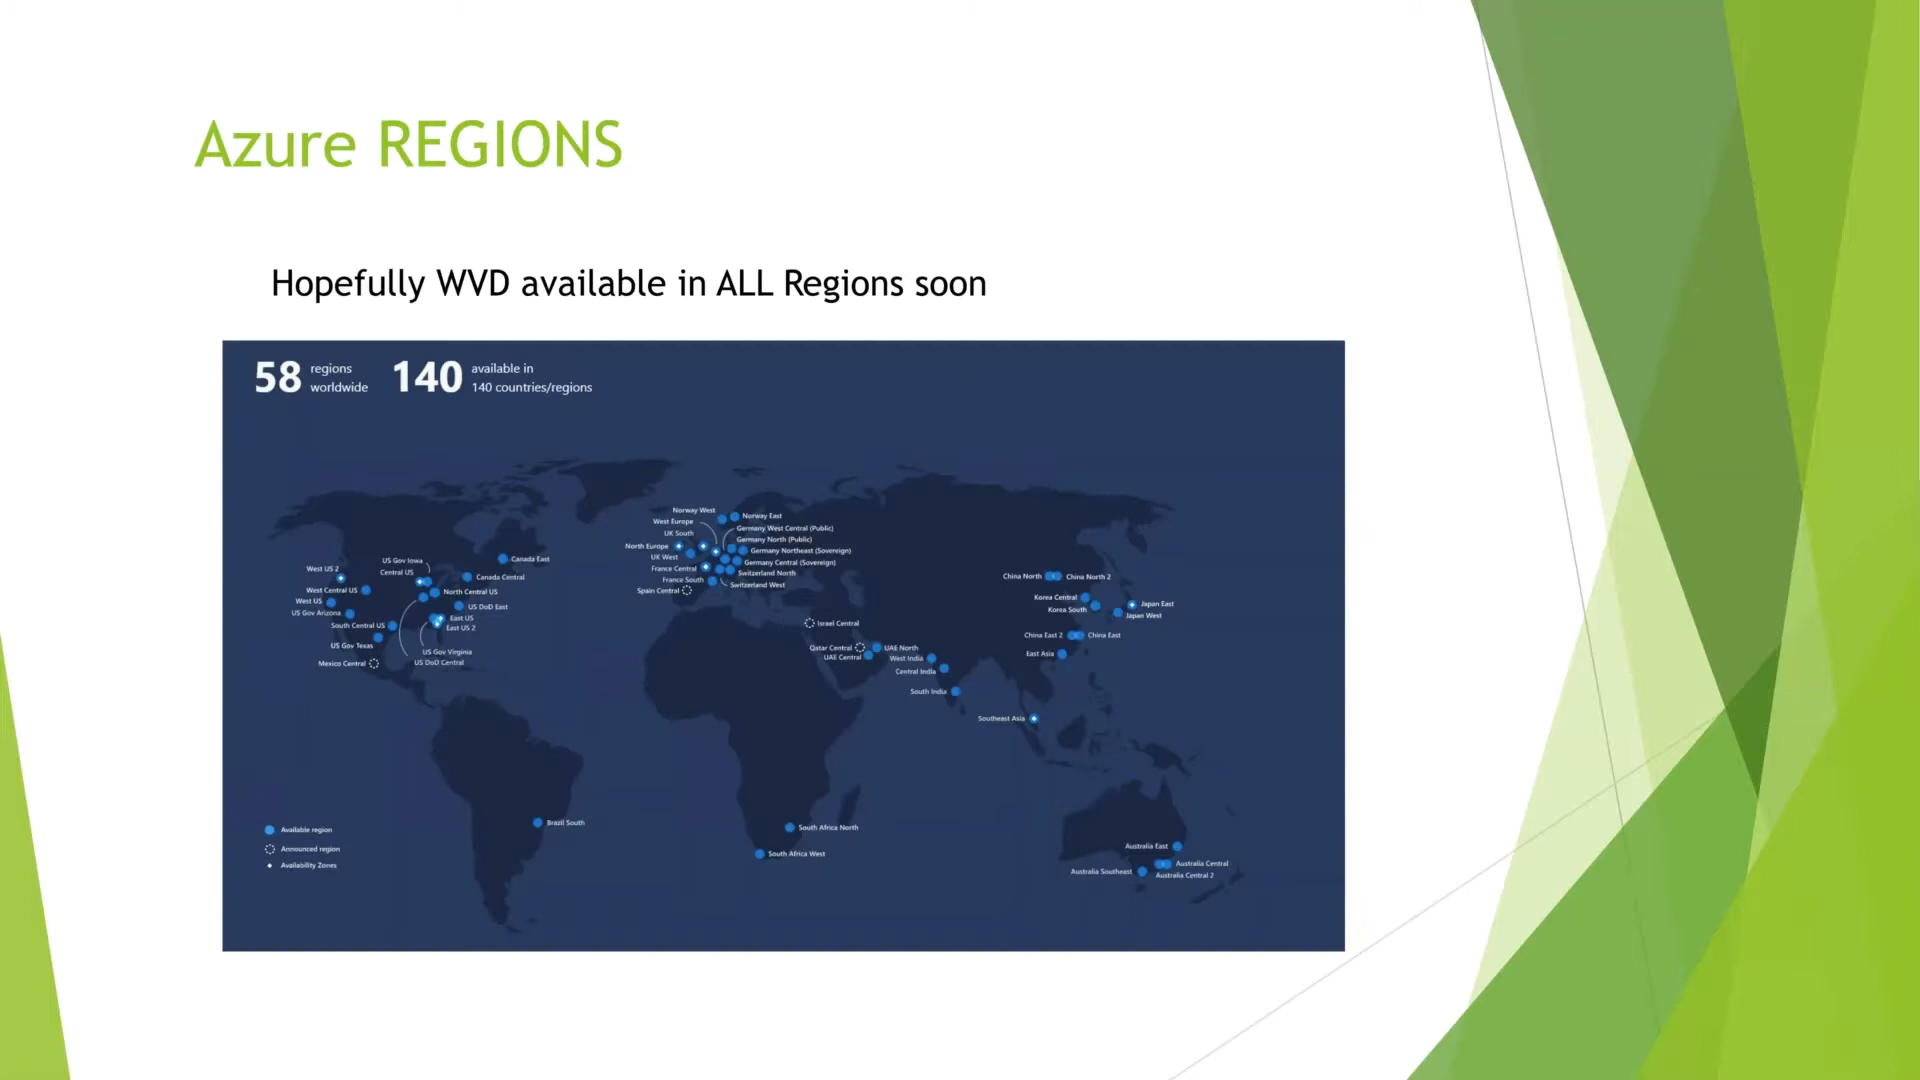 Azure REGIONS
Hopefully WVD available in ALL Regions soon
58 regions worldwide
140 available in 140 countries/regions
Norway West
Norway East
West Europe
Germany West Central (Public)
UK South
Germany North (Public)
North Europe
Germany Northeast (Sovereign)
UK West
Germany Central (Sovereign)
France Central
Switzerland North
France South
Switzerland West
Spain Central
US Gov Iowa
Canada East
West US 2
Central US
Canada Central
West Central US
North Central US
West US
US DoD East
US Gov Arizona
East US
South Central US
East US 2
US Gov Texas
US Gov Virginia
Mexico Central
US DoD Central
China North
China North 2
Korea Central
Japan East
Korea South
Japan West
Israel Central
China East 2
China East
Qatar Central
UAE North
East Asia
UAE Central
West India
Central India
South India
Southeast Asia
Brazil South
South Africa North
South Africa West
Australia East
Australia Central
Australia Southeast
Australia Central 2
Available region
Announced region
Availability Zones